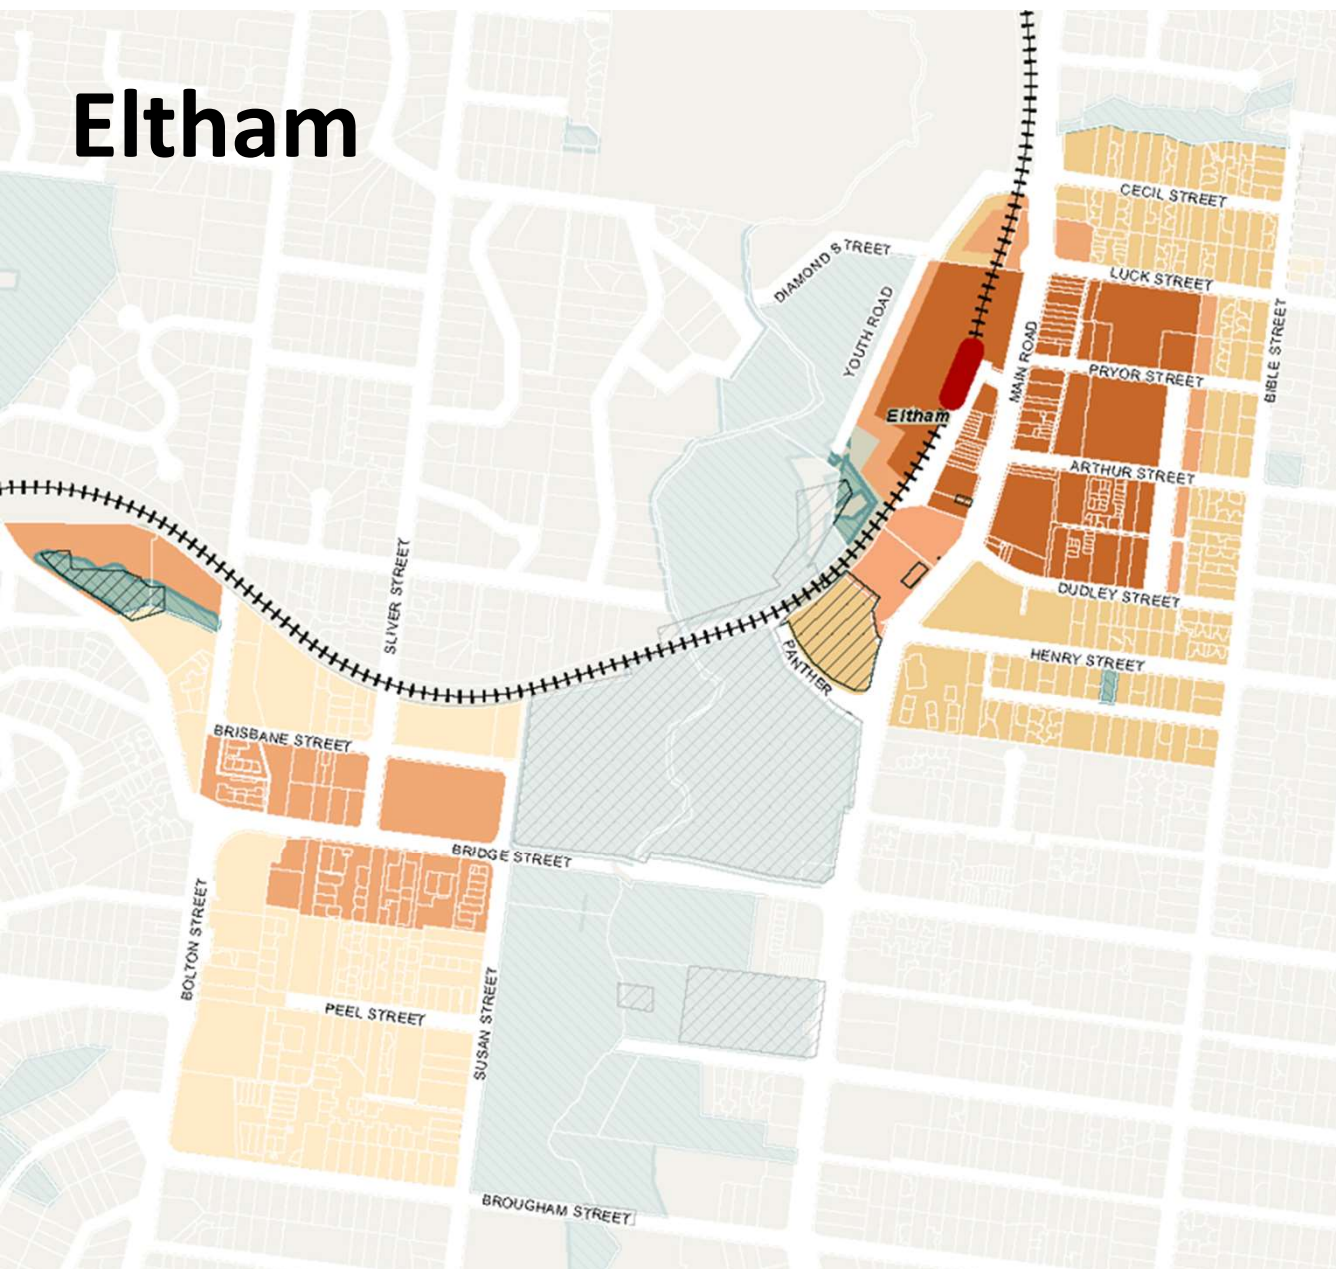 Eltham
CECIL STREET
DIAMOND STREET
LUCK STREET
YOUTH ROAD
MAIN ROAD
BIBLE STREET
PRYOR STREET
Eltham
ARTHUR STREET
SLIVER STREET
DUDLEY STREET
HENRY STREET
PANTHER
BRISBANE STREET
BRIDGE STREET
BOLTON STREET
PEEL STREET
SUSAN STREET
BROUGHAM STREET